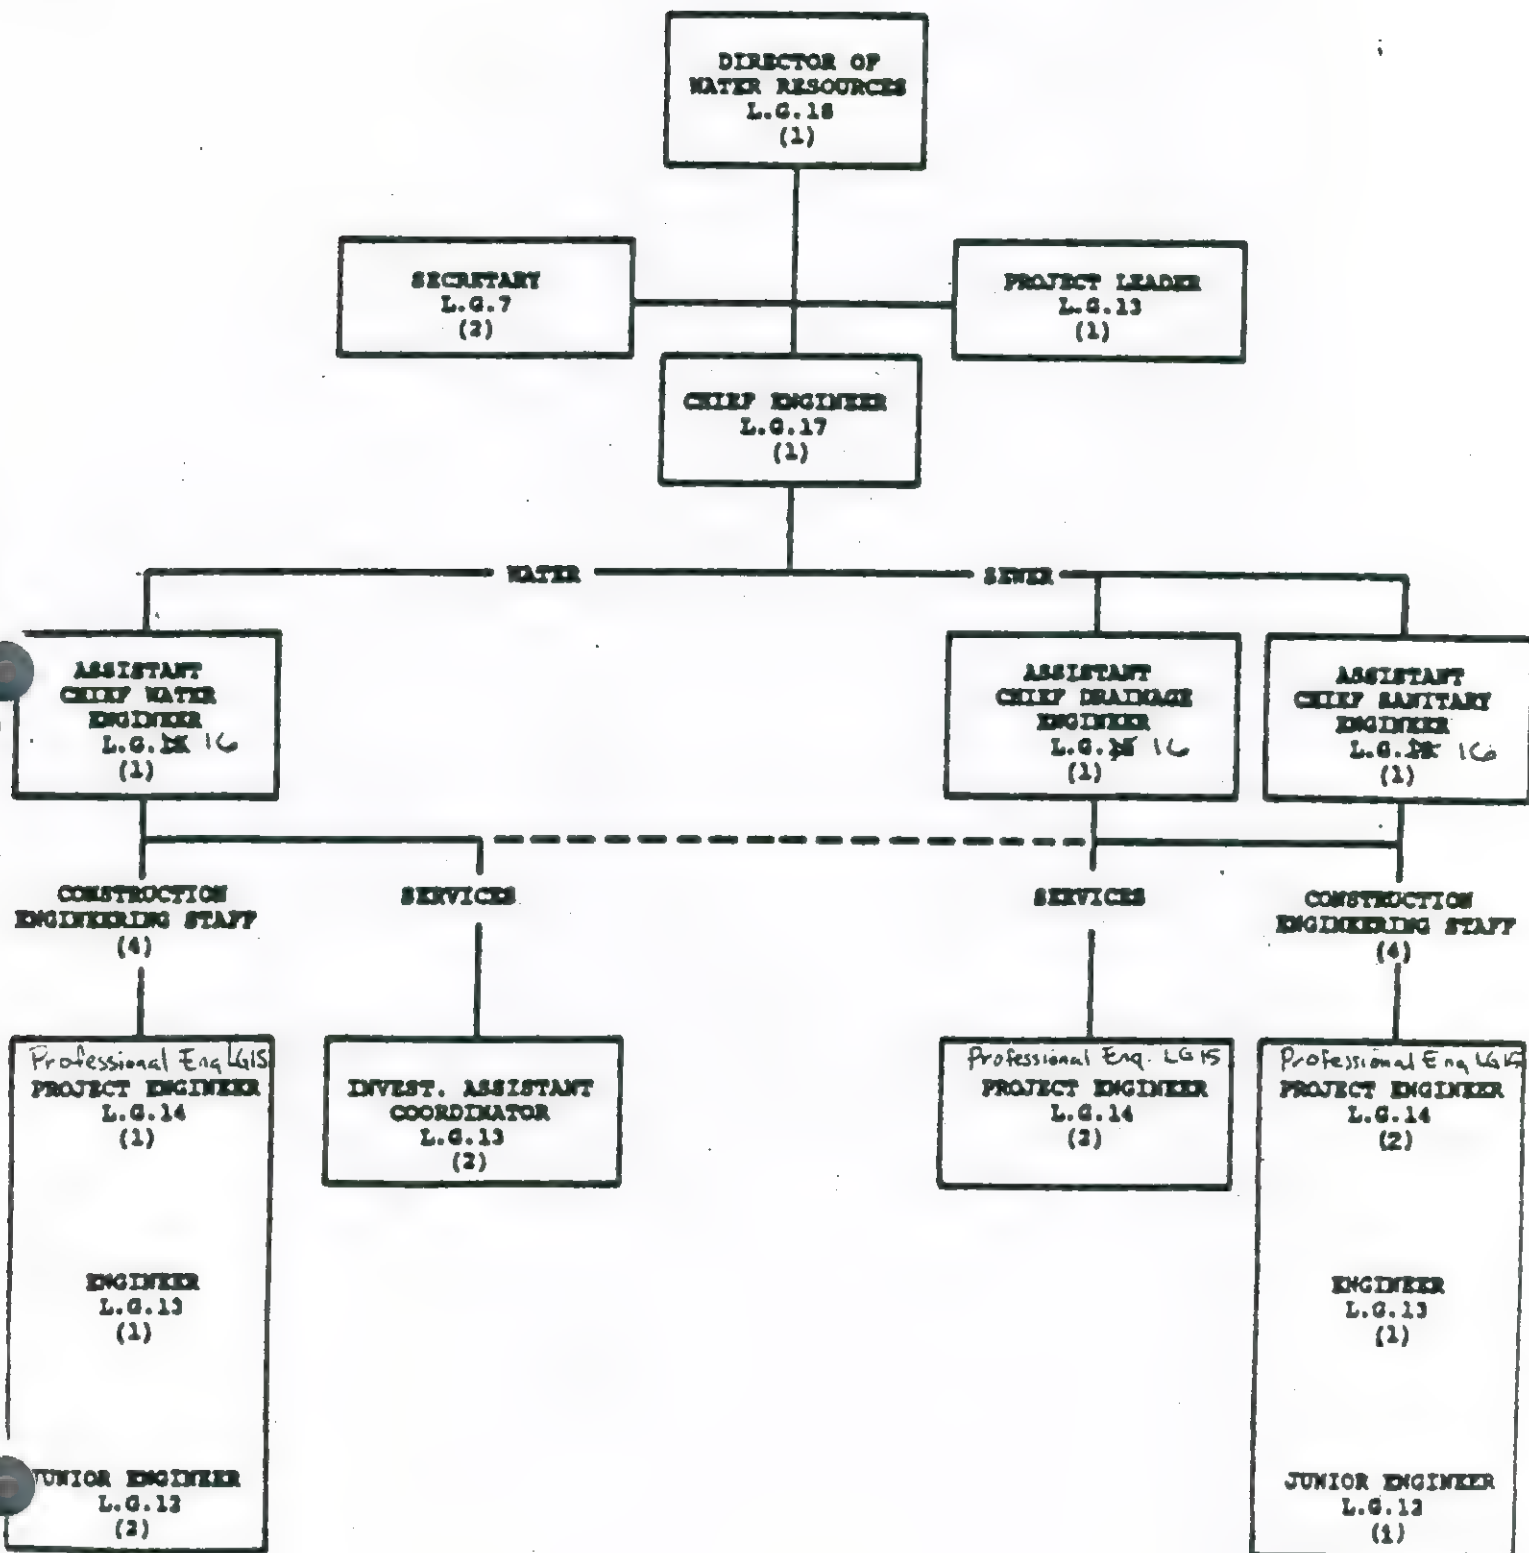 DIRECTOR OF
WATER RESOURCES
L.G.18
(1)
SECRETARY
L.G.7
(2)
PROJECT LEADER
L.G.13
(1)
CHIEF ENGINEER
L.G.17
(1)
WATER
SEWER
ASSISTANT
CHIEF WATER
ENGINEER
L.G. 16
(1)
ASSISTANT
CHIEF DRAINAGE
ENGINEER
L.G. 16
(1)
ASSISTANT
CHIEF SANITARY
ENGINEER
L.G. 16
(1)
CONSTRUCTION
ENGINEERING STAFF
(4)
SERVICES
SERVICES
CONSTRUCTION
ENGINEERING STAFF
(4)
Professional Eng LG15
PROJECT ENGINEER
L.G.14
(1)
ENGINEER
L.G.13
(1)
JUNIOR ENGINEER
L.G.12
(2)
INVEST. ASSISTANT
COORDINATOR
L.G.13
(2)
Professional Eng. LG 15
PROJECT ENGINEER
L.G.14
(2)
Professional Eng LG15
PROJECT ENGINEER
L.G.14
(2)
ENGINEER
L.G.13
(1)
JUNIOR ENGINEER
L.G.12
(1)